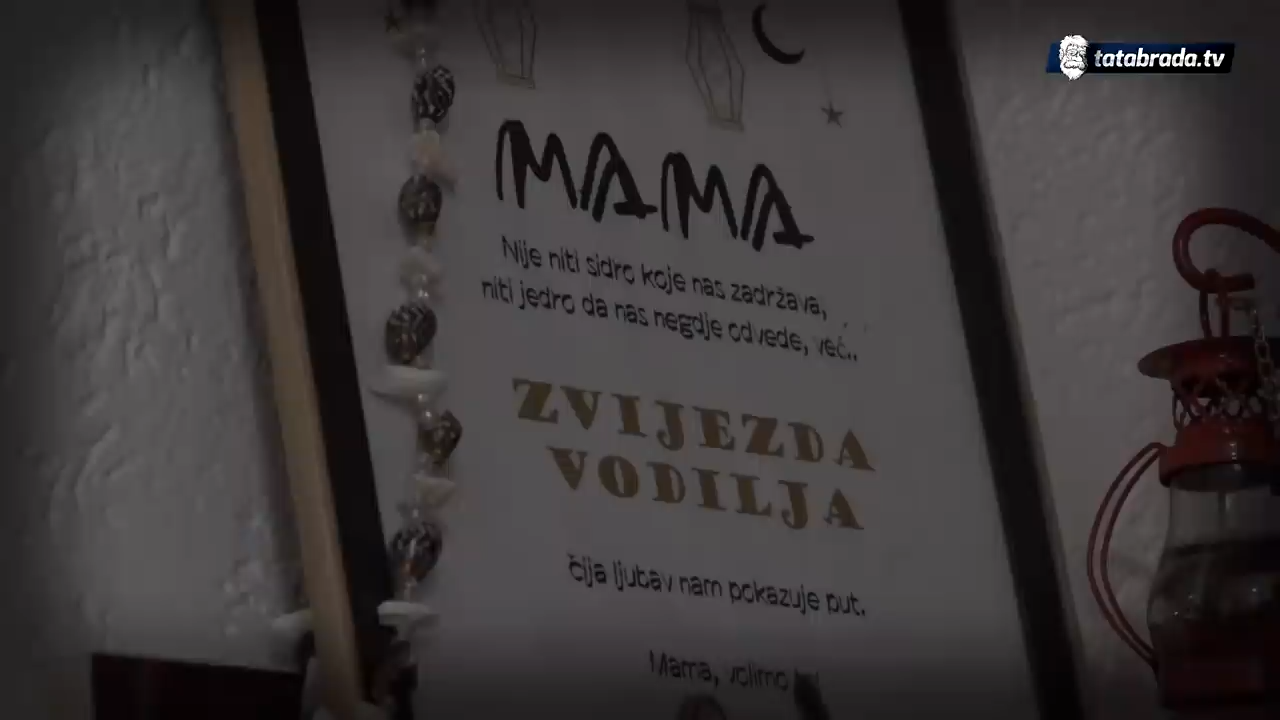 tatabrada.tv
MAMA
Nije niti sidro koje nas zadržava,
niti jedro da nas negdje odvede, već..
ZVIJEZDA
VODILJA
čija ljubav nam pokazuje put.
Mama, volimo